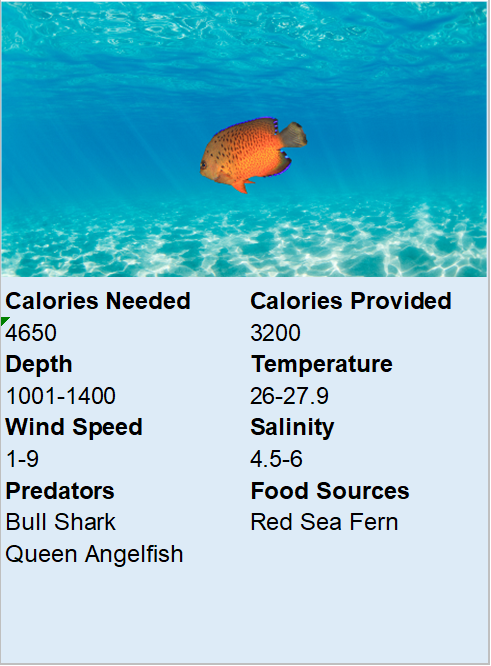 Calories Needed Calories Provided
4650 3200
Depth Temperature
1001-1400 26-27.9
Wind Speed Salinity
1-9 4.5-6
Predators Food Sources
Bull Shark Red Sea Fern
Queen Angelfish